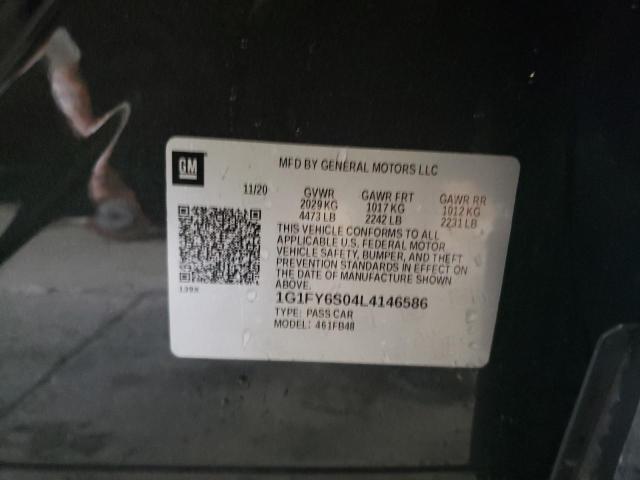 GM
MFD BY GENERAL MOTORS LLC
11/20 GVWR GAWR FRT GAWR RR
2029 KG 1017 KG 1012 KG
4473 LB 2242 LB 2231 LB
THIS VEHICLE CONFORMS TO ALL
APPLICABLE U.S. FEDERAL MOTOR
VEHICLE SAFETY, BUMPER, AND THEFT
PREVENTION STANDARDS IN EFFECT ON
THE DATE OF MANUFACTURE SHOWN
ABOVE.
1G1FY6S04L4146586
TYPE: PASS CAR
MODEL: 461FB48